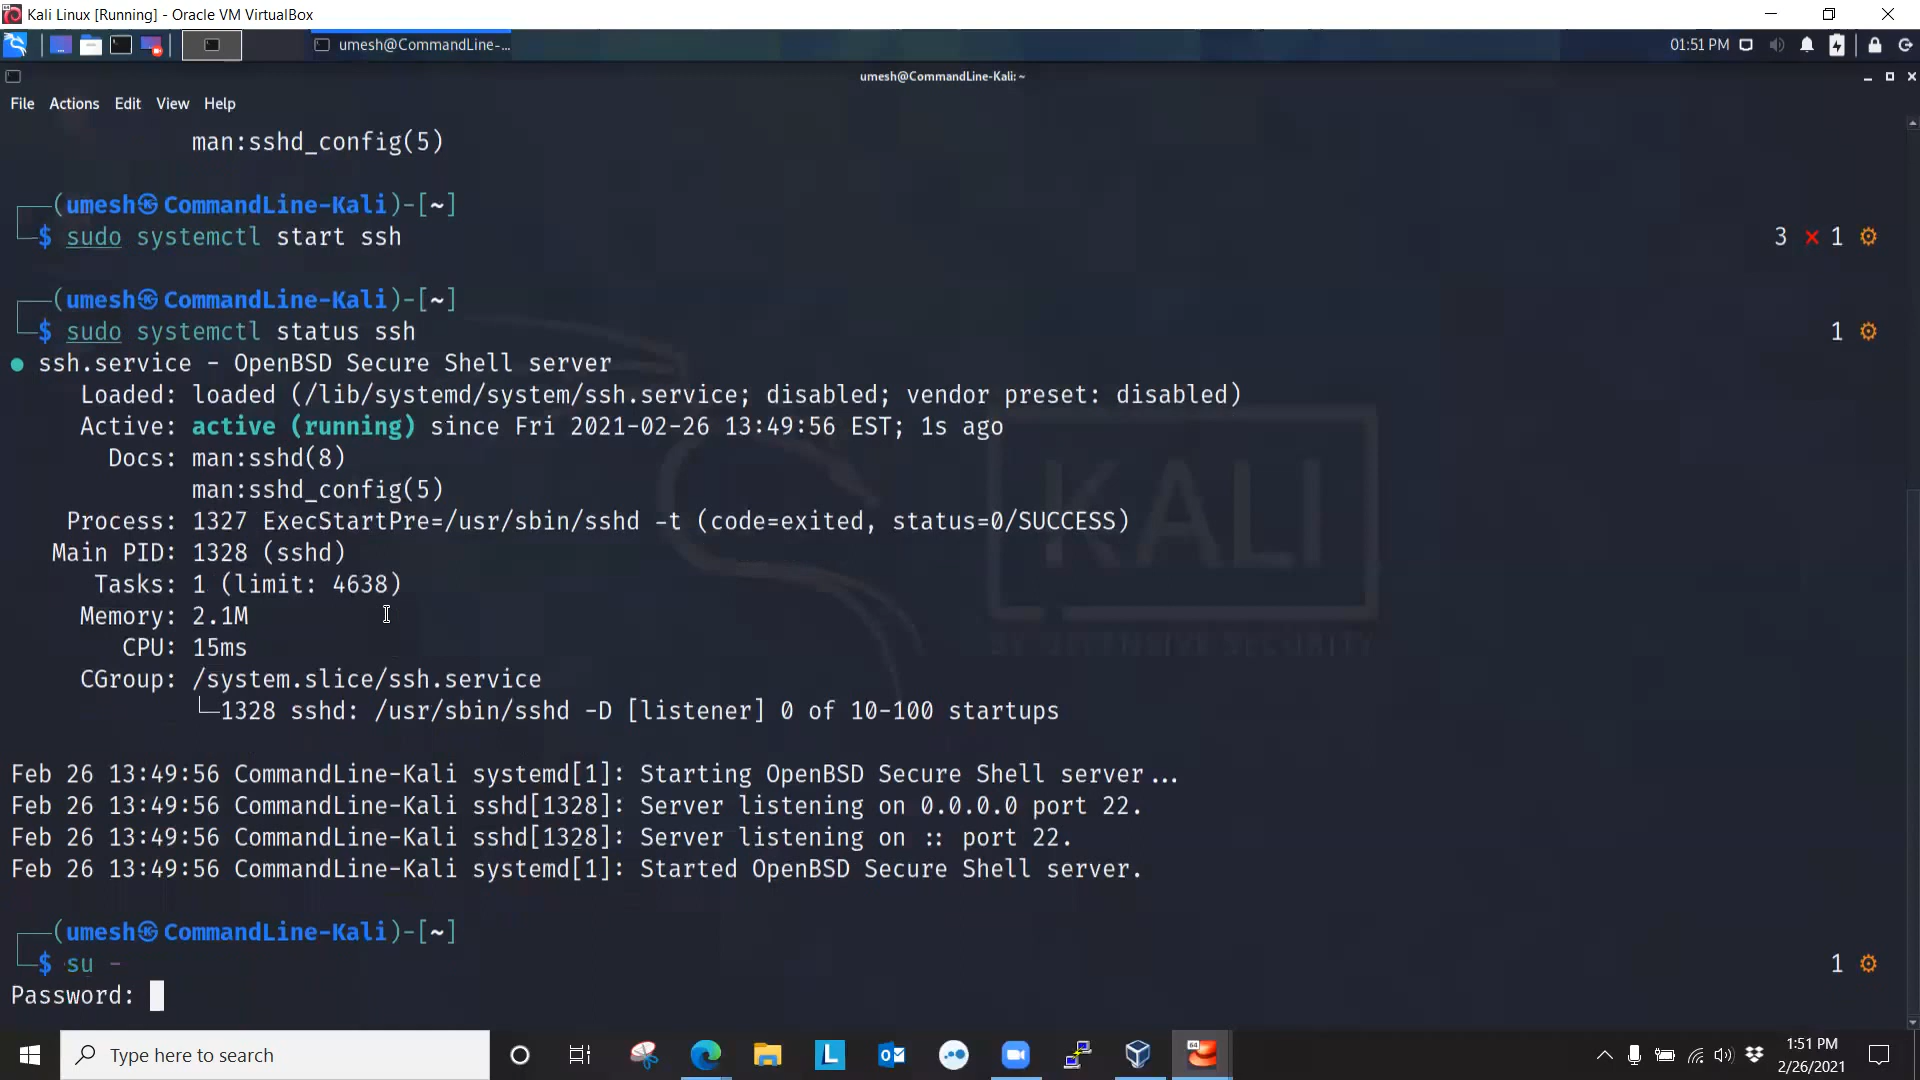 Kali Linux [Running] - Oracle VM VirtualBox
umesh@CommandLine-... 01:51 PM
umesh@CommandLine-Kali: ~
File Actions Edit View Help
man:sshd_config(5)
┌──(umesh㉿CommandLine-Kali)-[~]
└─$ sudo systemctl start ssh 3 ✗ 1 ⚙
┌──(umesh㉿CommandLine-Kali)-[~]
└─$ sudo systemctl status ssh 1 ⚙
● ssh.service - OpenBSD Secure Shell server
Loaded: loaded (/lib/systemd/system/ssh.service; disabled; vendor preset: disabled)
Active: active (running) since Fri 2021-02-26 13:49:56 EST; 1s ago
Docs: man:sshd(8)
man:sshd_config(5)
Process: 1327 ExecStartPre=/usr/sbin/sshd -t (code=exited, status=0/SUCCESS)
Main PID: 1328 (sshd)
Tasks: 1 (limit: 4638)
Memory: 2.1M
CPU: 15ms
CGroup: /system.slice/ssh.service
└─1328 sshd: /usr/sbin/sshd -D [listener] 0 of 10-100 startups
KALI
BY OFFENSIVE SECURITY
Feb 26 13:49:56 CommandLine-Kali systemd[1]: Starting OpenBSD Secure Shell server...
Feb 26 13:49:56 CommandLine-Kali sshd[1328]: Server listening on 0.0.0.0 port 22.
Feb 26 13:49:56 CommandLine-Kali sshd[1328]: Server listening on :: port 22.
Feb 26 13:49:56 CommandLine-Kali systemd[1]: Started OpenBSD Secure Shell server.
┌──(umesh㉿CommandLine-Kali)-[~]
└─$ su - 1 ⚙
Password:
Type here to search
L
64
1:51 PM
2/26/2021